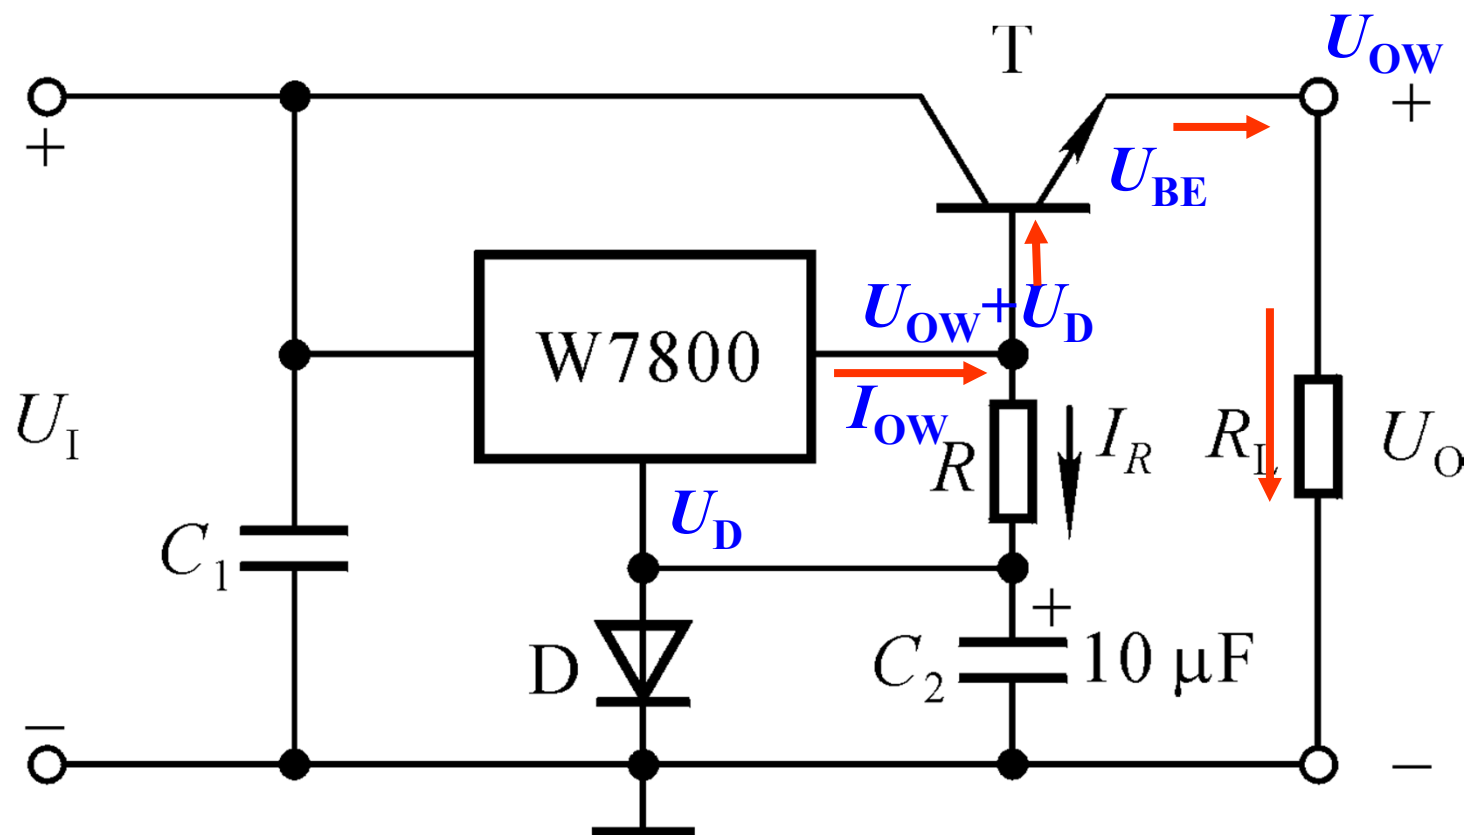 T
U_OW
+
+
U_BE
U_OW+U_D
W7800
I_OW
U_I
R
I_R
R_L
U_O
U_D
C_1
+
D
C_2
10 μF
−
−